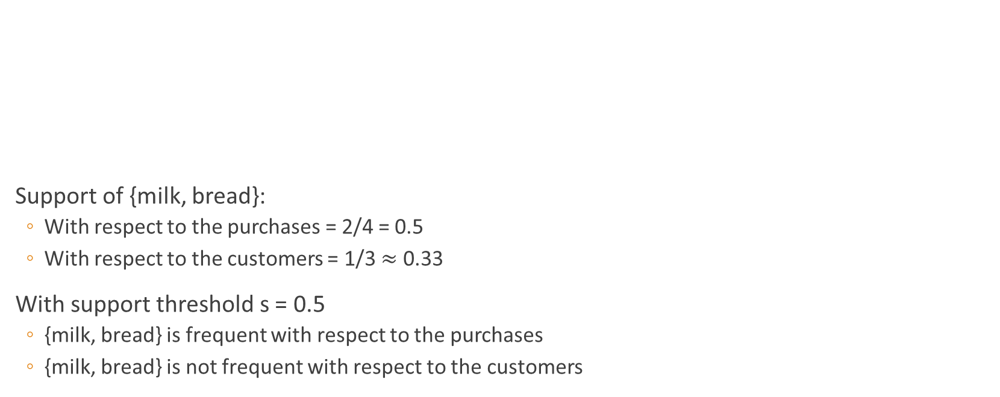 Support of {milk, bread}:
◦ With respect to the purchases = 2/4 = 0.5
◦ With respect to the customers = 1/3 ≈ 0.33
With support threshold s = 0.5
◦ {milk, bread} is frequent with respect to the purchases
◦ {milk, bread} is not frequent with respect to the customers